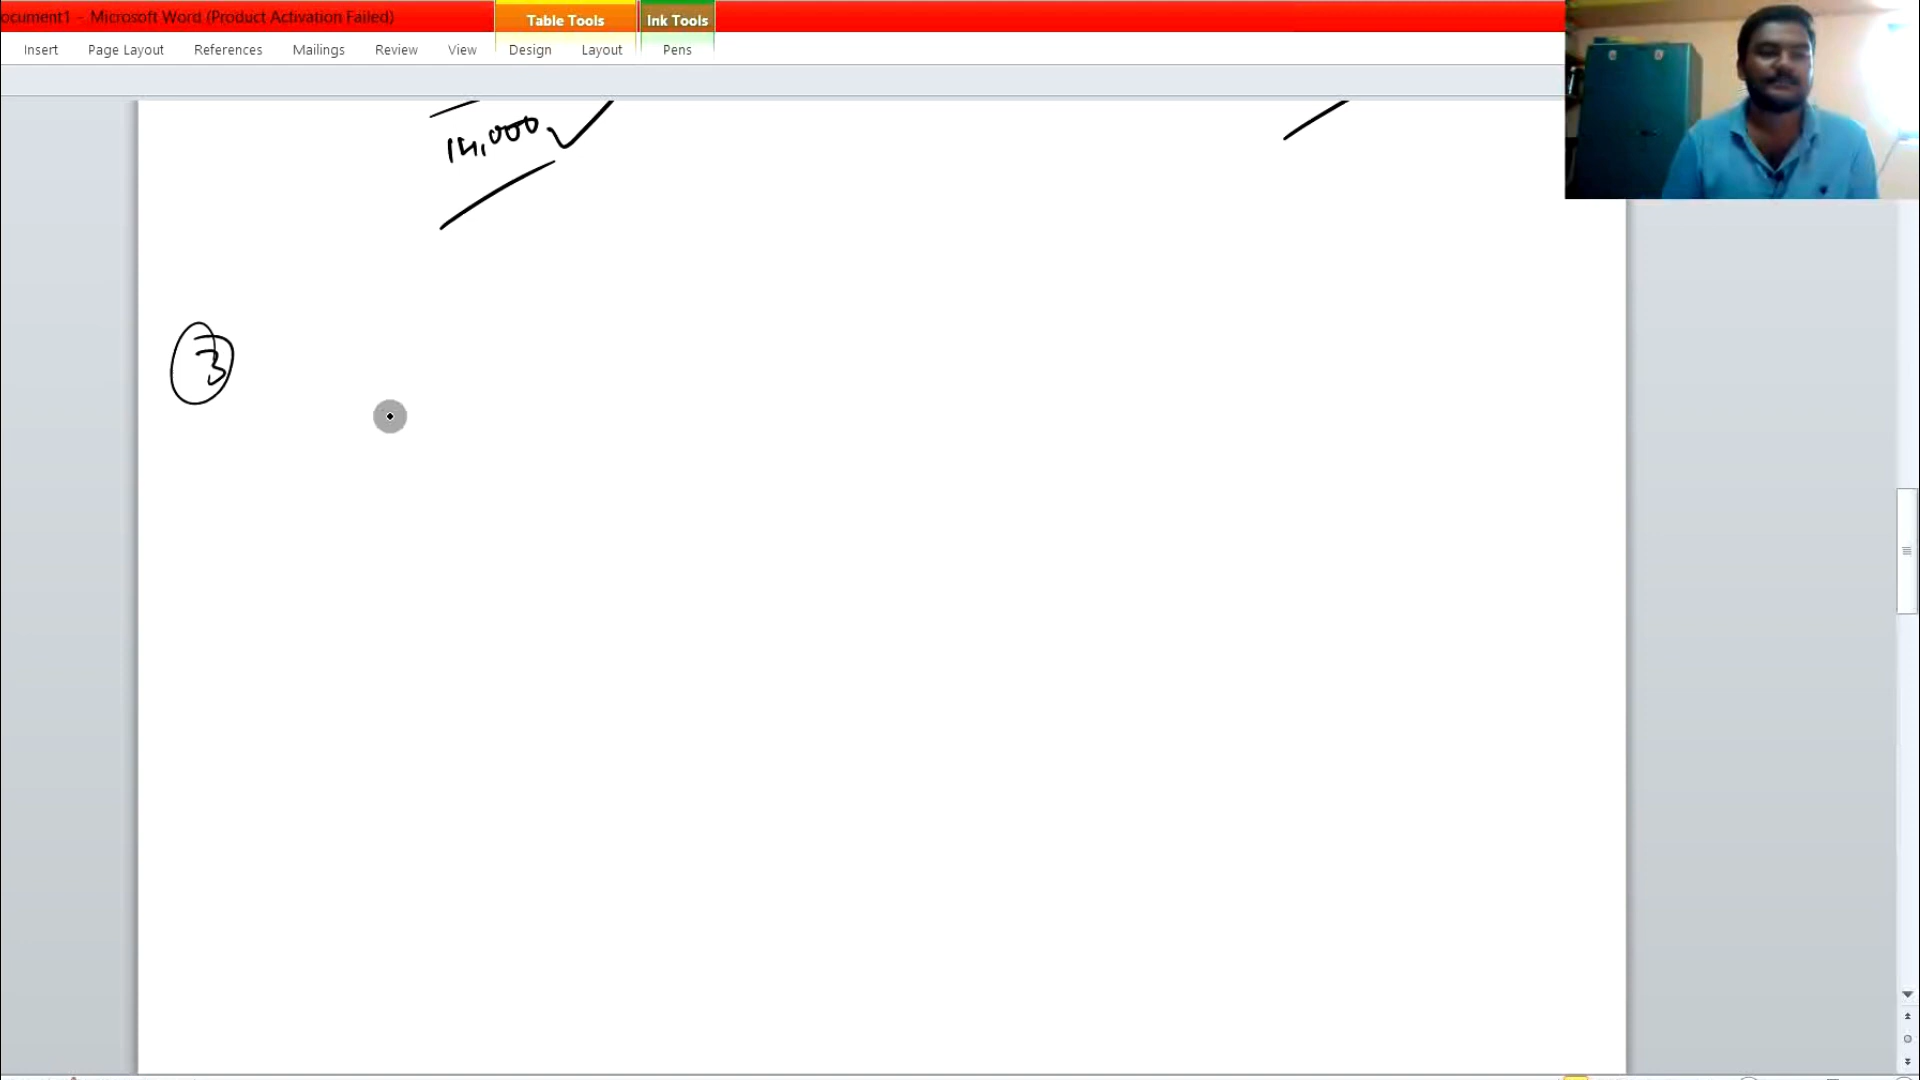 ocument1 - Microsoft Word (Product Activation Failed)
Table Tools
Ink Tools
Insert Page Layout References Mailings Review View Design Layout Pens
14,000
3